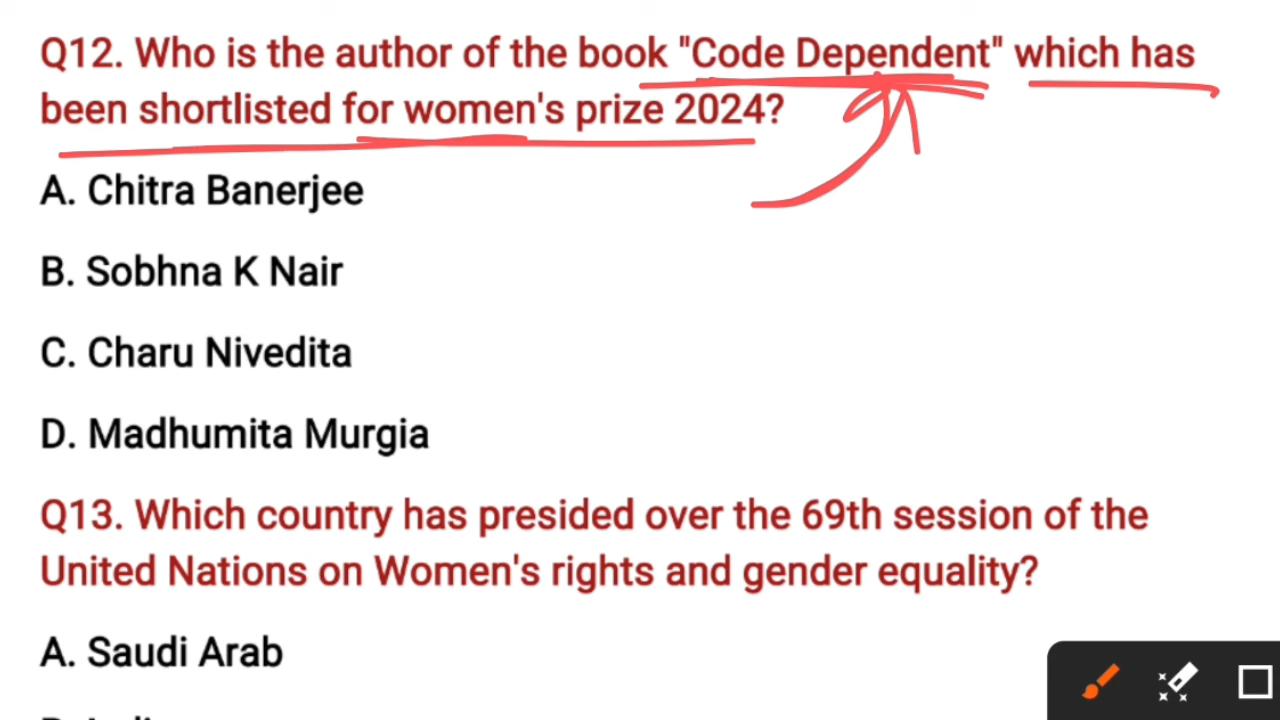 Q12. Who is the author of the book "Code Dependent" which has
been shortlisted for women's prize 2024?
A. Chitra Banerjee
B. Sobhna K Nair
C. Charu Nivedita
D. Madhumita Murgia
Q13. Which country has presided over the 69th session of the
United Nations on Women's rights and gender equality?
A. Saudi Arab